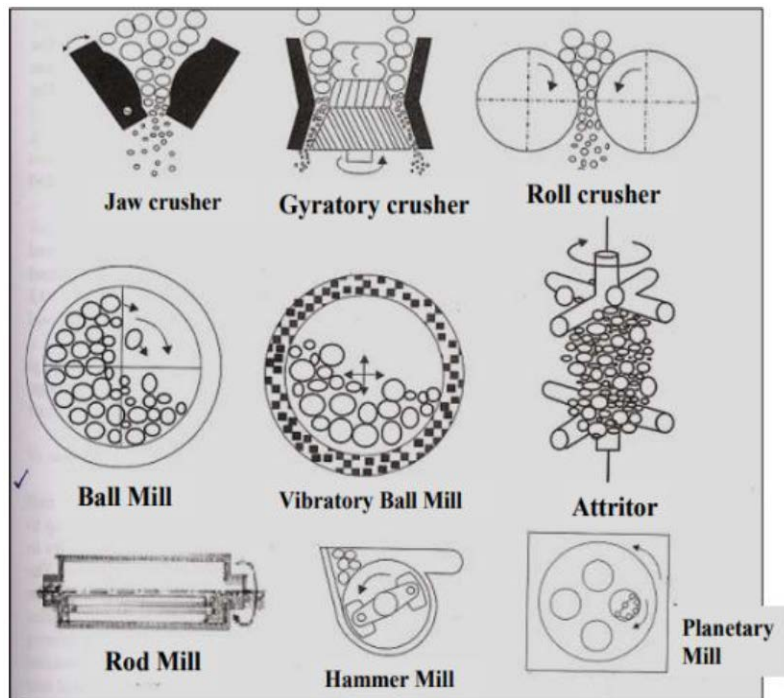 Jaw crusher
Gyratory crusher
Roll crusher
Ball Mill
Vibratory Ball Mill
Attritor
Rod Mill
Hammer Mill
Planetary
Mill